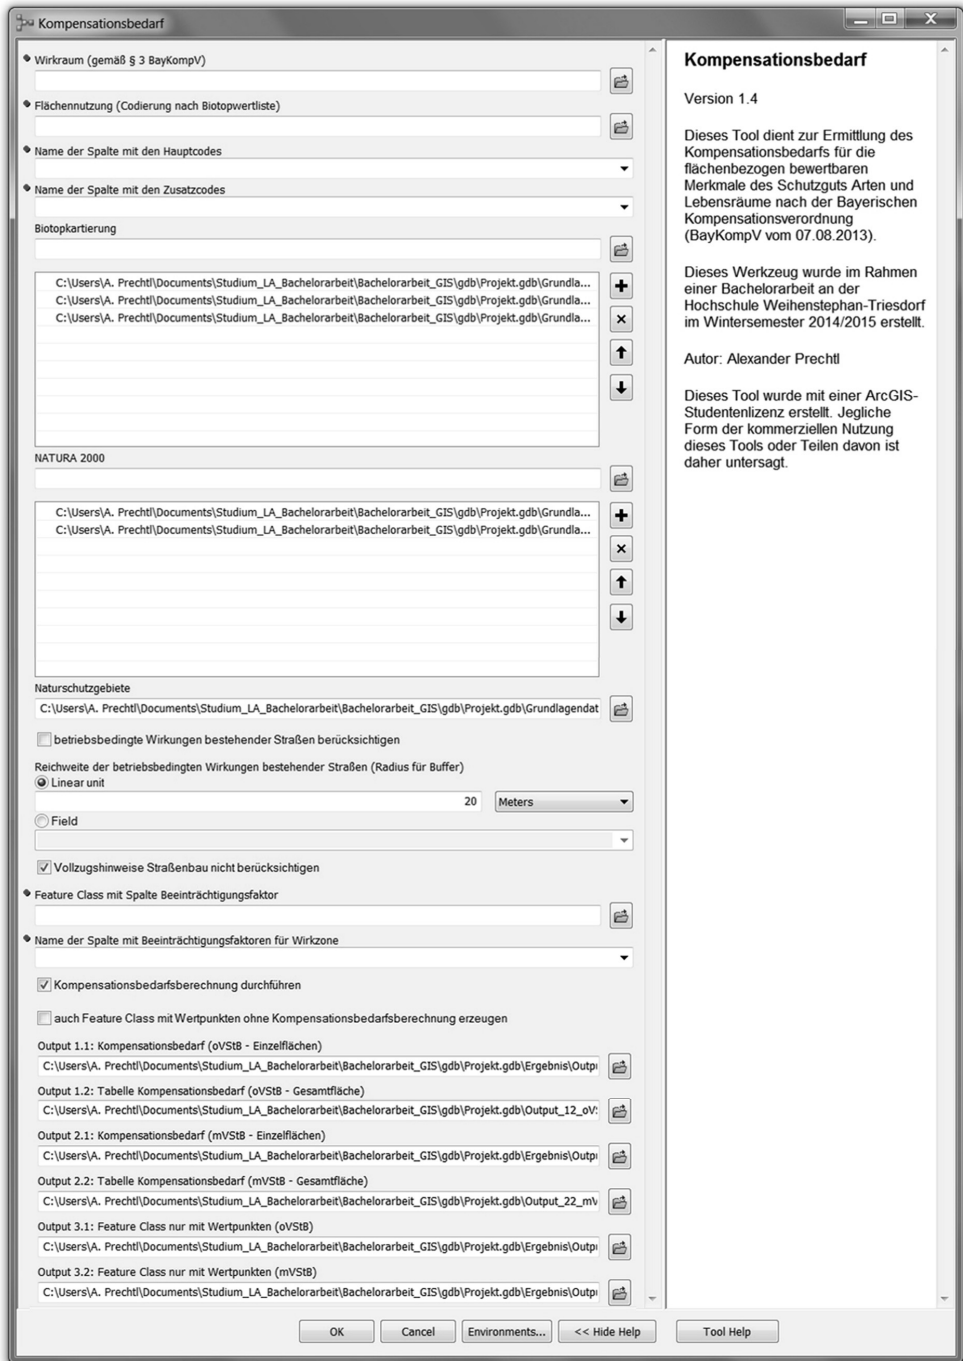 Kompensationsbedarf
Wirkraum (gemäß § 3 BayKompV)
Flächennutzung (Codierung nach Biotopwertliste)
Name der Spalte mit den Hauptcodes
Name der Spalte mit den Zusatzcodes
Biotopkartierung
C:\Users\A. Prechtl\Documents\Studium_LA_Bachelorarbeit\Bachelorarbeit_GIS\gdb\Projekt.gdb\Grundla...
C:\Users\A. Prechtl\Documents\Studium_LA_Bachelorarbeit\Bachelorarbeit_GIS\gdb\Projekt.gdb\Grundla...
C:\Users\A. Prechtl\Documents\Studium_LA_Bachelorarbeit\Bachelorarbeit_GIS\gdb\Projekt.gdb\Grundla...
NATURA 2000
C:\Users\A. Prechtl\Documents\Studium_LA_Bachelorarbeit\Bachelorarbeit_GIS\gdb\Projekt.gdb\Grundla...
C:\Users\A. Prechtl\Documents\Studium_LA_Bachelorarbeit\Bachelorarbeit_GIS\gdb\Projekt.gdb\Grundla...
Naturschutzgebiete
C:\Users\A. Prechtl\Documents\Studium_LA_Bachelorarbeit\Bachelorarbeit_GIS\gdb\Projekt.gdb\Grundlagendat
betriebsbedingte Wirkungen bestehender Straßen berücksichtigen
Reichweite der betriebsbedingten Wirkungen bestehender Straßen (Radius für Buffer)
Linear unit
20 Meters
Field
Vollzugshinweise Straßenbau nicht berücksichtigen
Feature Class mit Spalte Beeinträchtigungsfaktor
Name der Spalte mit Beeinträchtigungsfaktoren für Wirkzone
Kompensationsbedarfsberechnung durchführen
auch Feature Class mit Wertpunkten ohne Kompensationsbedarfsberechnung erzeugen
Output 1.1: Kompensationsbedarf (oVStB - Einzelflächen)
C:\Users\A. Prechtl\Documents\Studium_LA_Bachelorarbeit\Bachelorarbeit_GIS\gdb\Projekt.gdb\Ergebnis\Outp
Output 1.2: Tabelle Kompensationsbedarf (oVStB - Gesamtfläche)
C:\Users\A. Prechtl\Documents\Studium_LA_Bachelorarbeit\Bachelorarbeit_GIS\gdb\Projekt.gdb\Output_12_oV
Output 2.1: Kompensationsbedarf (mVStB - Einzelflächen)
C:\Users\A. Prechtl\Documents\Studium_LA_Bachelorarbeit\Bachelorarbeit_GIS\gdb\Projekt.gdb\Ergebnis\Outp
Output 2.2: Tabelle Kompensationsbedarf (mVStB - Gesamtfläche)
C:\Users\A. Prechtl\Documents\Studium_LA_Bachelorarbeit\Bachelorarbeit_GIS\gdb\Projekt.gdb\Output_22_mV
Output 3.1: Feature Class nur mit Wertpunkten (oVStB)
C:\Users\A. Prechtl\Documents\Studium_LA_Bachelorarbeit\Bachelorarbeit_GIS\gdb\Projekt.gdb\Ergebnis\Outp
Output 3.2: Feature Class nur mit Wertpunkten (mVStB)
C:\Users\A. Prechtl\Documents\Studium_LA_Bachelorarbeit\Bachelorarbeit_GIS\gdb\Projekt.gdb\Ergebnis\Outp
Kompensationsbedarf
Version 1.4
Dieses Tool dient zur Ermittlung des
Kompensationsbedarfs für die
flächenbezogen bewertbaren
Merkmale des Schutzguts Arten und
Lebensräume nach der Bayerischen
Kompensationsverordnung
(BayKompV vom 07.08.2013).
Dieses Werkzeug wurde im Rahmen
einer Bachelorarbeit an der
Hochschule Weihenstephan-Triesdorf
im Wintersemester 2014/2015 erstellt.
Autor: Alexander Prechtl
Dieses Tool wurde mit einer ArcGIS-
Studentenlizenz erstellt. Jegliche
Form der kommerziellen Nutzung
dieses Tools oder Teilen davon ist
daher untersagt.
OK Cancel Environments... << Hide Help Tool Help